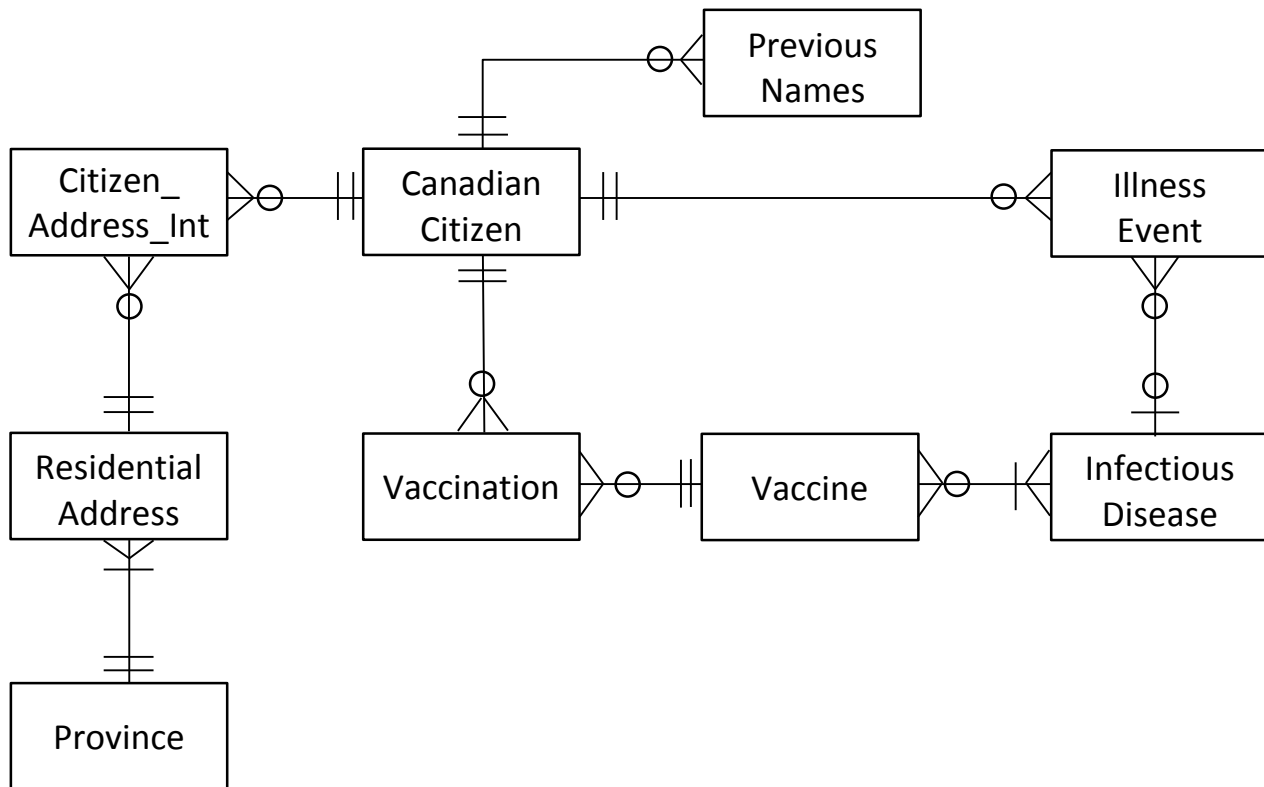 Previous
Names
Citizen_
Address_Int
Canadian
Citizen
Illness
Event
Residential
Address
Vaccination
Vaccine
Infectious
Disease
Province